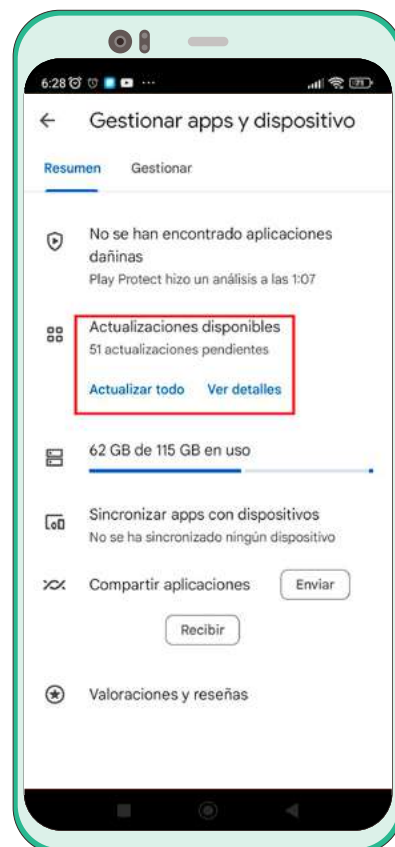 6:28
71
Gestionar apps y dispositivo
Resumen Gestionar
No se han encontrado aplicaciones
dañinas
Play Protect hizo un análisis a las 1:07
Actualizaciones disponibles
51 actualizaciones pendientes
Actualizar todo Ver detalles
62 GB de 115 GB en uso
Sincronizar apps con dispositivos
No se ha sincronizado ningún dispositivo
Compartir aplicaciones Enviar
Recibir
Valoraciones y reseñas